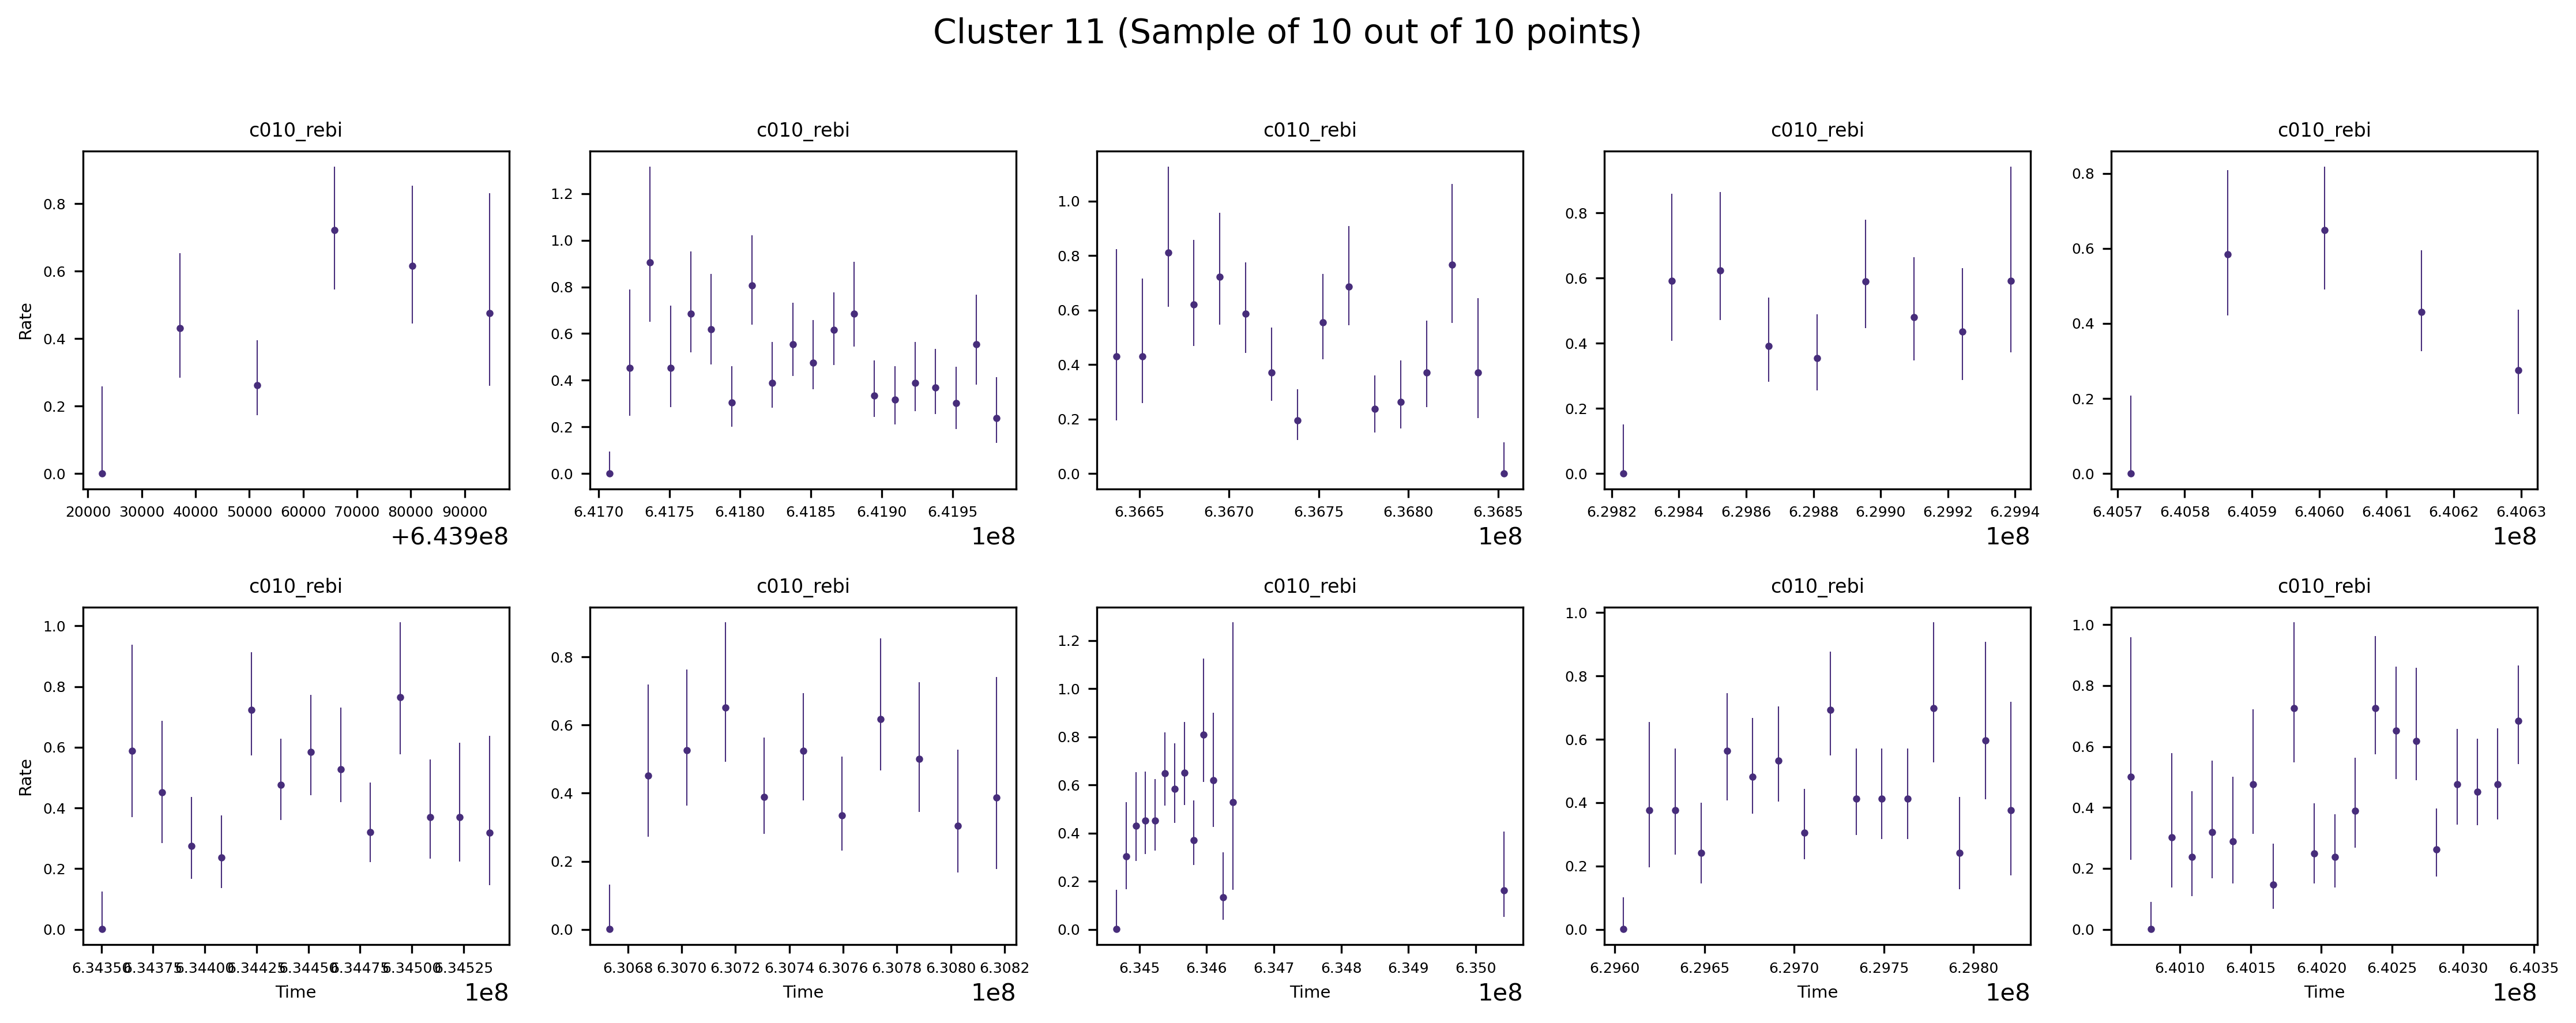 Cluster 11 (Sample of 10 out of 10 points)
c010_rebi c010_rebi c010_rebi c010_rebi c010_rebi
Rate
0.8 0.6 0.4 0.2 0.0
1.2 1.0 0.8 0.6 0.4 0.2 0.0
1.0 0.8 0.6 0.4 0.2 0.0
0.8 0.6 0.4 0.2 0.0
0.8 0.6 0.4 0.2 0.0
20000 30000 40000 50000 60000 70000 80000 90000
6.4170 6.4175 6.4180 6.4185 6.4190 6.4195
6.3665 6.3670 6.3675 6.3680 6.3685
6.2982 6.2984 6.2986 6.2988 6.2990 6.2992 6.2994
6.4057 6.4058 6.4059 6.4060 6.4061 6.4062 6.4063
+6.439e8 1e8 1e8 1e8 1e8
c010_rebi c010_rebi c010_rebi c010_rebi c010_rebi
Rate
1.0 0.8 0.6 0.4 0.2 0.0
0.8 0.6 0.4 0.2 0.0
1.2 1.0 0.8 0.6 0.4 0.2 0.0
1.0 0.8 0.6 0.4 0.2 0.0
1.0 0.8 0.6 0.4 0.2 0.0
6.3435 6.34375 6.3440 6.34425 6.3445 6.34475 6.34500 6.34525
6.3068 6.3070 6.3072 6.3074 6.3076 6.3078 6.3080 6.3082
6.345 6.346 6.347 6.348 6.349 6.350
6.2960 6.2965 6.2970 6.2975 6.2980
6.4010 6.4015 6.4020 6.4025 6.4030 6.4035
Time Time Time Time Time
1e8 1e8 1e8 1e8 1e8